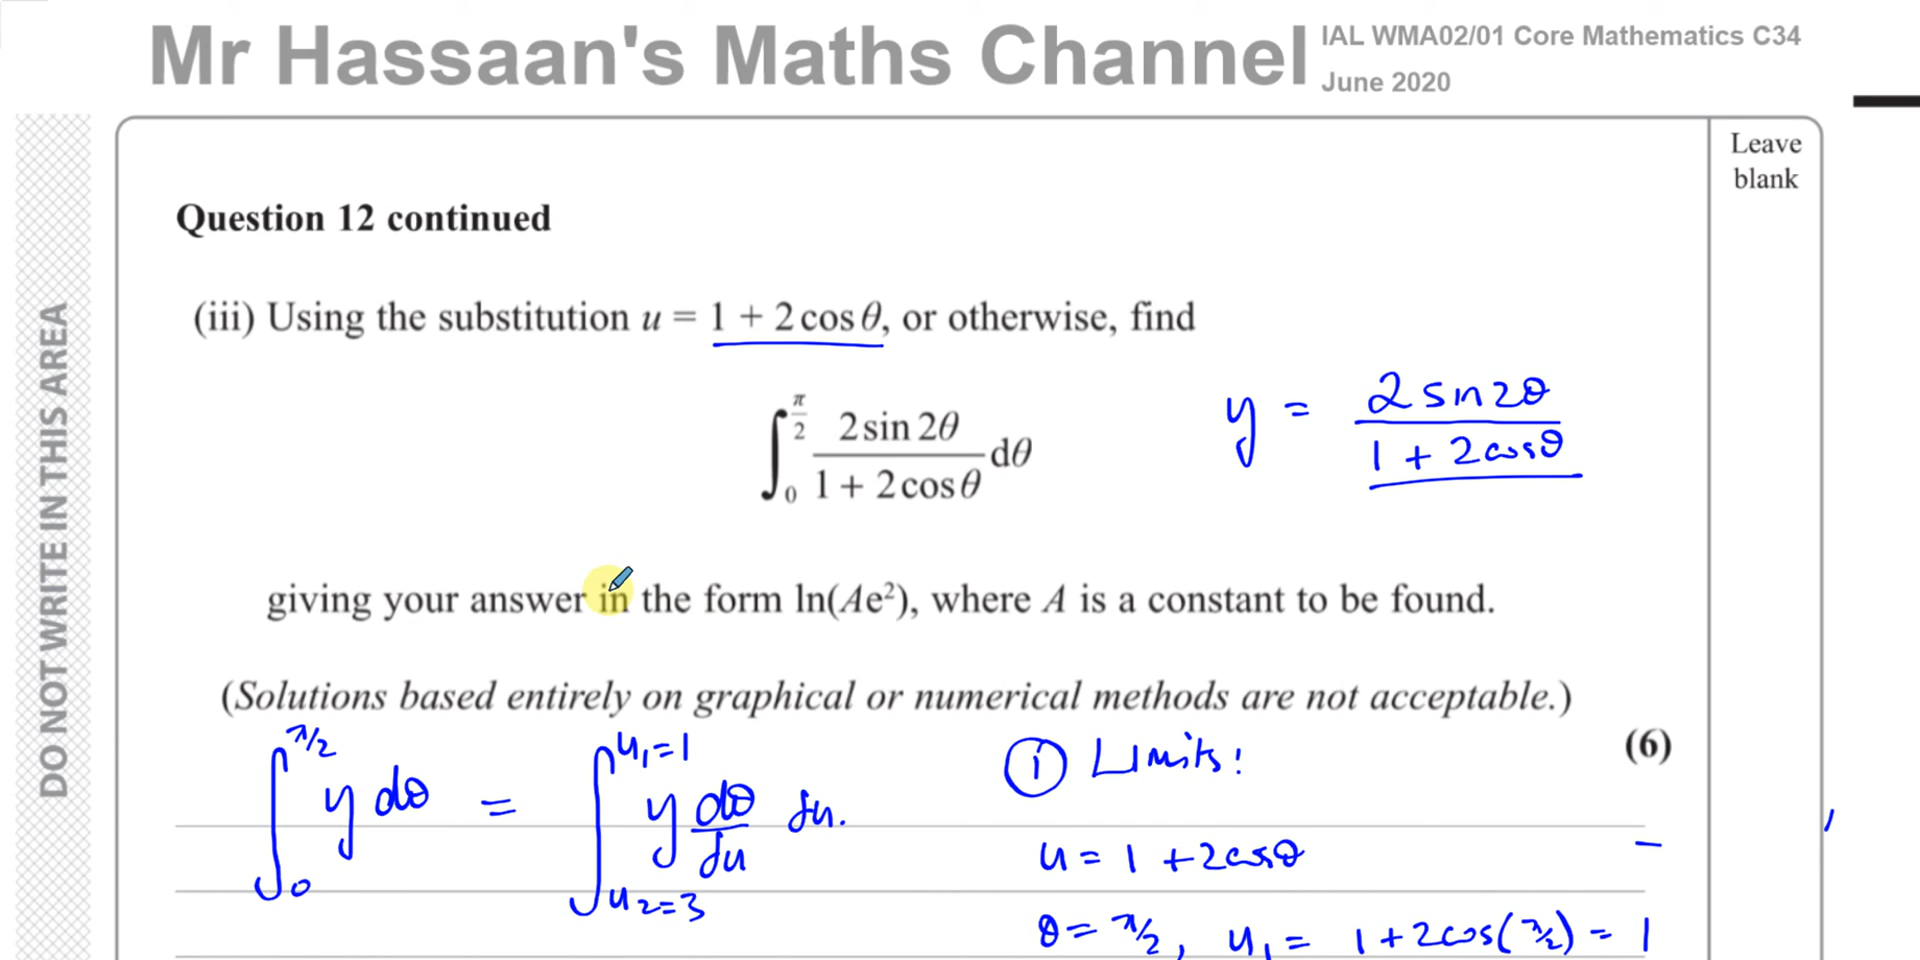 Mr Hassaan's Maths Channel
IAL WMA02/01 Core Mathematics C34
June 2020
Leave
blank
DO NOT WRITE IN THIS AREA
Question 12 continued
(iii) Using the substitution u = 1 + 2 cos θ, or otherwise, find
∫₀^(π/2) (2 sin 2θ)/(1 + 2 cos θ) dθ
y = (2 sin 2θ)/(1 + 2 cos θ)
giving your answer in the form ln(Ae²), where A is a constant to be found.
(Solutions based entirely on graphical or numerical methods are not acceptable.)
(6)
∫₀^(π/2) y dθ = ∫_(u₂=3)^(u₁=1) y dθ/du du.
① Limits:
u = 1 + 2cosθ
θ = π/2, u₁ = 1 + 2cos(π/2) = 1